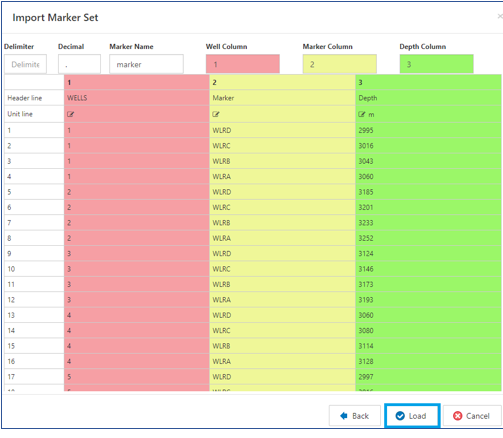 Import Marker Set
Delimiter Decimal Marker Name Well Column Marker Column Depth Column
Delimite . marker 1 2 3
1 2 3
Header line WELLS Marker Depth
Unit line m
1 1 WLRD 2995
2 1 WLRC 3016
3 1 WLRB 3043
4 1 WLRA 3060
5 2 WLRD 3185
6 2 WLRC 3201
7 2 WLRB 3233
8 2 WLRA 3252
9 3 WLRD 3124
10 3 WLRC 3146
11 3 WLRB 3173
12 3 WLRA 3193
13 4 WLRD 3060
14 4 WLRC 3080
15 4 WLRB 3114
16 4 WLRA 3128
17 5 WLRD 2997
Back Load Cancel